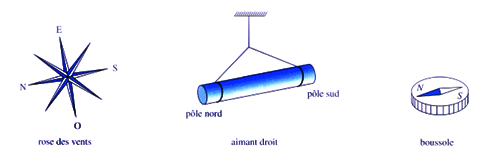 E
S
N
O
rose des vents
pôle nord
pôle sud
aimant droit
N
S
boussole